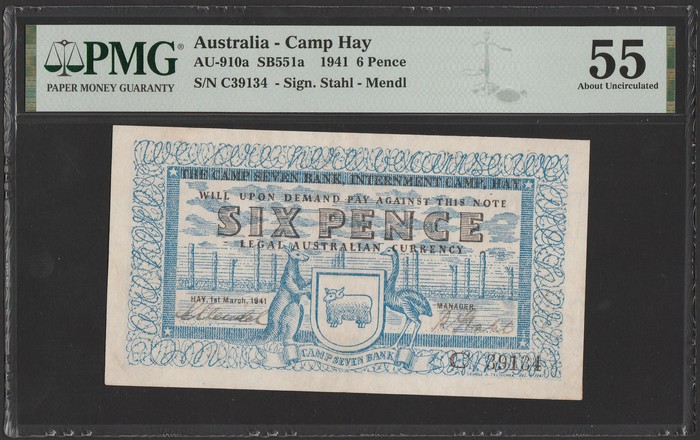 PMG®
PAPER MONEY GUARANTY
Australia - Camp Hay
AU-910a SB551a 1941 6 Pence
S/N C39134 - Sign. Stahl - Mendl
55
About Uncirculated
THE CAMP SEVEN BANK, INTERNMENT CAMP, HAY
WILL UPON DEMAND PAY AGAINST THIS NOTE
SIX PENCE
LEGAL AUSTRALIAN CURRENCY
HAY, 1st March, 1941
MANAGER
CAMP SEVEN BANK
C 39134